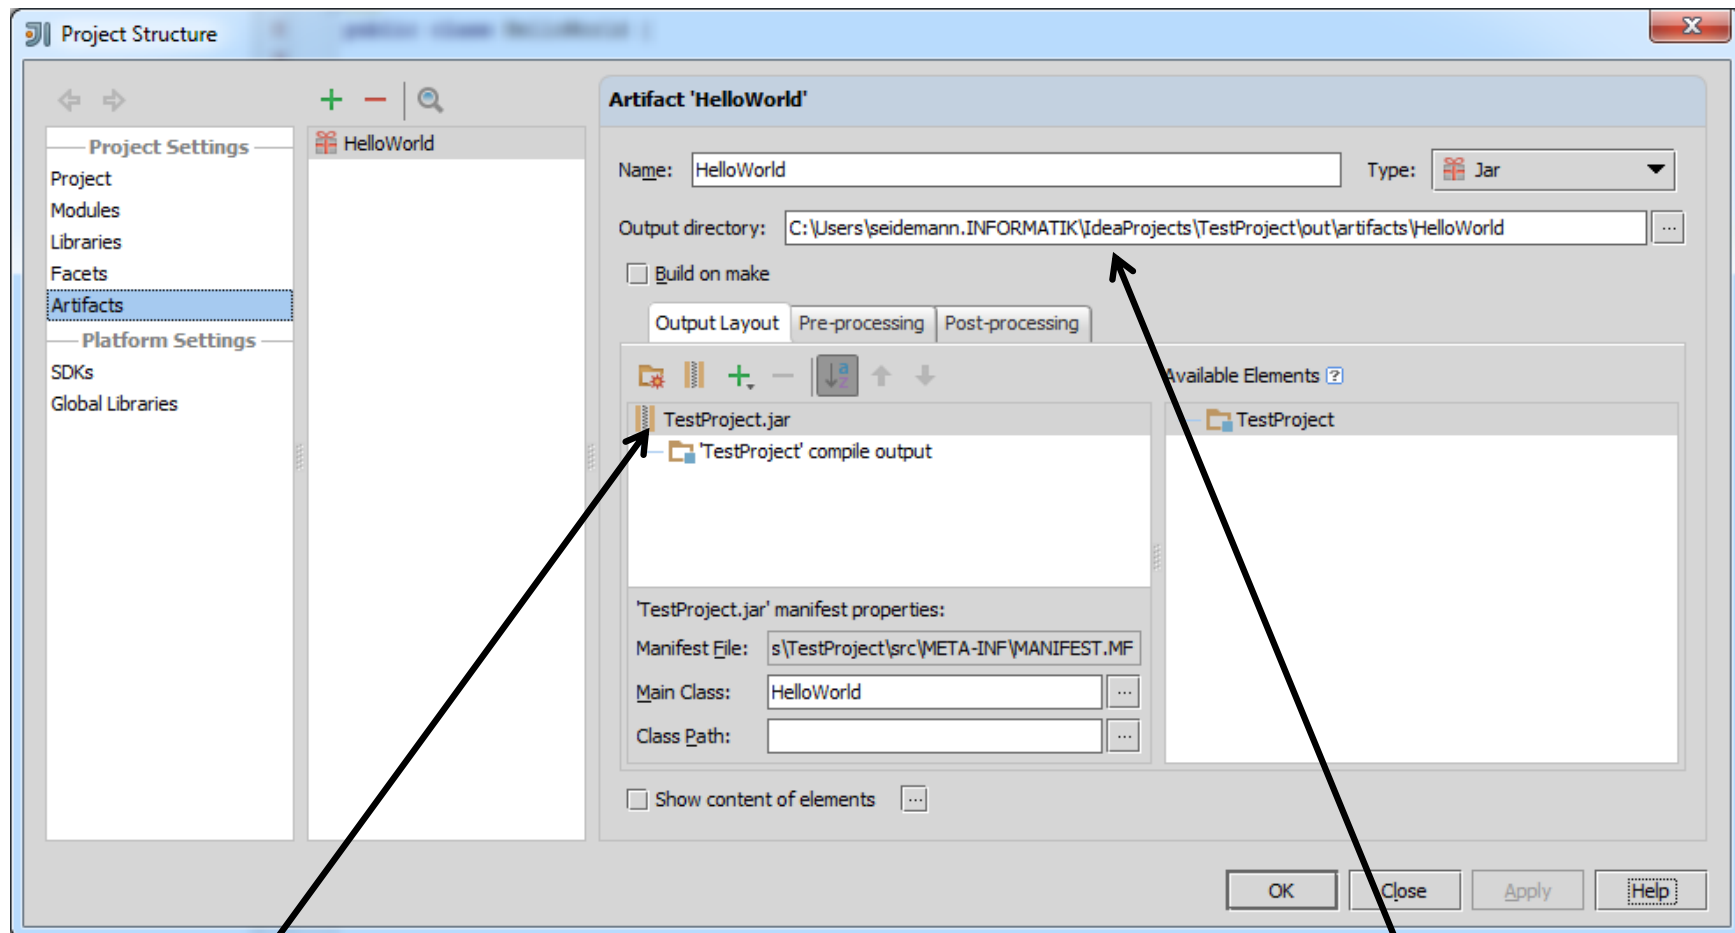 Project Structure
public class HelloWorld {
Project Settings
Project
Modules
Libraries
Facets
Artifacts
Platform Settings
SDKs
Global Libraries
HelloWorld
Artifact 'HelloWorld'
Name: HelloWorld Type: Jar
Output directory: C:\Users\seidemann.INFORMATIK\IdeaProjects\TestProject\out\artifacts\HelloWorld ...
Build on make
Output Layout Pre-processing Post-processing
Available Elements ?
TestProject.jar
'TestProject' compile output
TestProject
'TestProject.jar' manifest properties:
Manifest File: s\TestProject\src\META-INF\MANIFEST.MF
Main Class: HelloWorld ...
Class Path: ...
Show content of elements ...
OK Close Apply Help